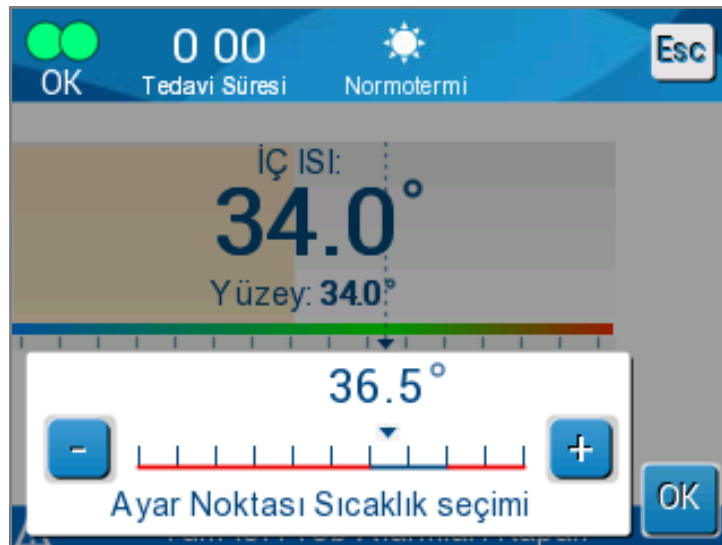 0 00
Esc
OK Tedavi Süresi Normotermi
İÇ ISI:
34.0°
Yüzey: 34.0°
36.5°
- +
Ayar Noktası Sıcaklık seçimi
OK